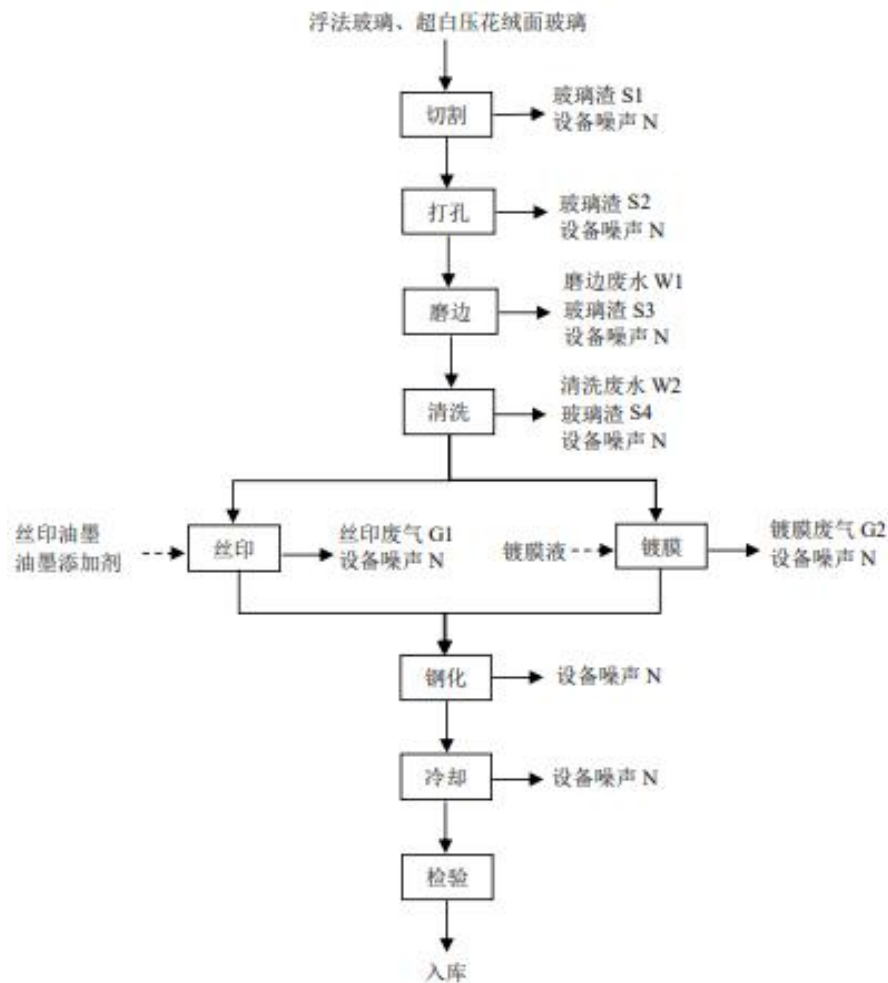 浮法玻璃、超白压花绒面玻璃
切割
玻璃渣 S1
设备噪声 N
打孔
玻璃渣 S2
设备噪声 N
磨边
磨边废水 W1
玻璃渣 S3
设备噪声 N
清洗
清洗废水 W2
玻璃渣 S4
设备噪声 N
丝印油墨
油墨添加剂
丝印
丝印废气 G1
设备噪声 N
镀膜液
镀膜
镀膜废气 G2
设备噪声 N
钢化
设备噪声 N
冷却
设备噪声 N
检验
入库